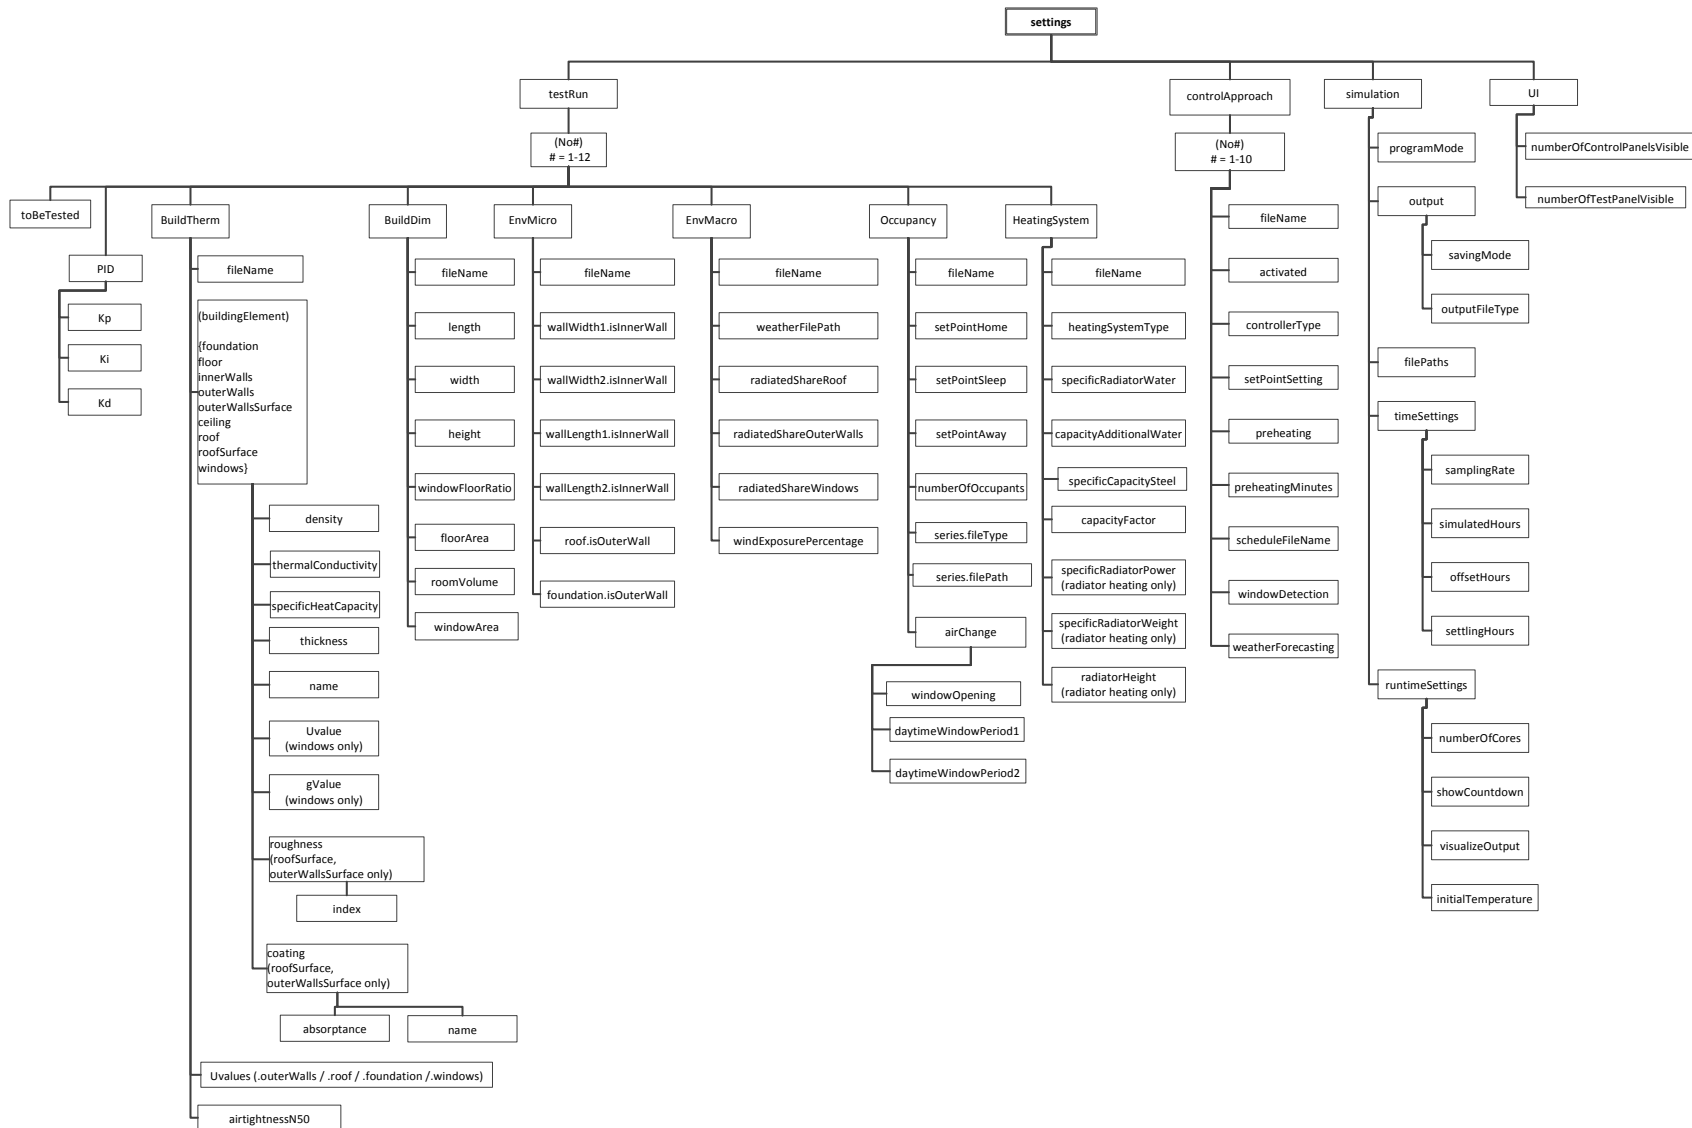 settings
testRun
(No#)
# = 1-12
toBeTested
PID
Kp
Ki
Kd
BuildTherm
fileName
(buildingElement)
{foundation
floor
innerWalls
outerWalls
outerWallsSurface
ceiling
roof
roofSurface
windows}
density
thermalConductivity
specificHeatCapacity
thickness
name
Uvalue
(windows only)
gValue
(windows only)
roughness
(roofSurface,
outerWallsSurface only)
index
coating
(roofSurface,
outerWallsSurface only)
absorptance
name
Uvalues (.outerWalls / .roof / .foundation /.windows)
airtightnessN50
BuildDim
fileName
length
width
height
windowFloorRatio
floorArea
roomVolume
windowArea
EnvMicro
fileName
wallWidth1.isInnerWall
wallWidth2.isInnerWall
wallLength1.isInnerWall
wallLength2.isInnerWall
roof.isOuterWall
foundation.isOuterWall
EnvMacro
fileName
weatherFilePath
radiatedShareRoof
radiatedShareOuterWalls
radiatedShareWindows
windExposurePercentage
Occupancy
fileName
setPointHome
setPointSleep
setPointAway
numberOfOccupants
series.fileType
series.filePath
airChange
windowOpening
daytimeWindowPeriod1
daytimeWindowPeriod2
HeatingSystem
fileName
heatingSystemType
specificRadiatorWater
capacityAdditionalWater
specificCapacitySteel
capacityFactor
specificRadiatorPower
(radiator heating only)
specificRadiatorWeight
(radiator heating only)
radiatorHeight
(radiator heating only)
controlApproach
(No#)
# = 1-10
fileName
activated
controllerType
setPointSetting
preheating
preheatingMinutes
scheduleFileName
windowDetection
weatherForecasting
simulation
programMode
output
savingMode
outputFileType
filePaths
timeSettings
samplingRate
simulatedHours
offsetHours
settlingHours
runtimeSettings
numberOfCores
showCountdown
visualizeOutput
initialTemperature
UI
numberOfControlPanelsVisible
numberOfTestPanelVisible